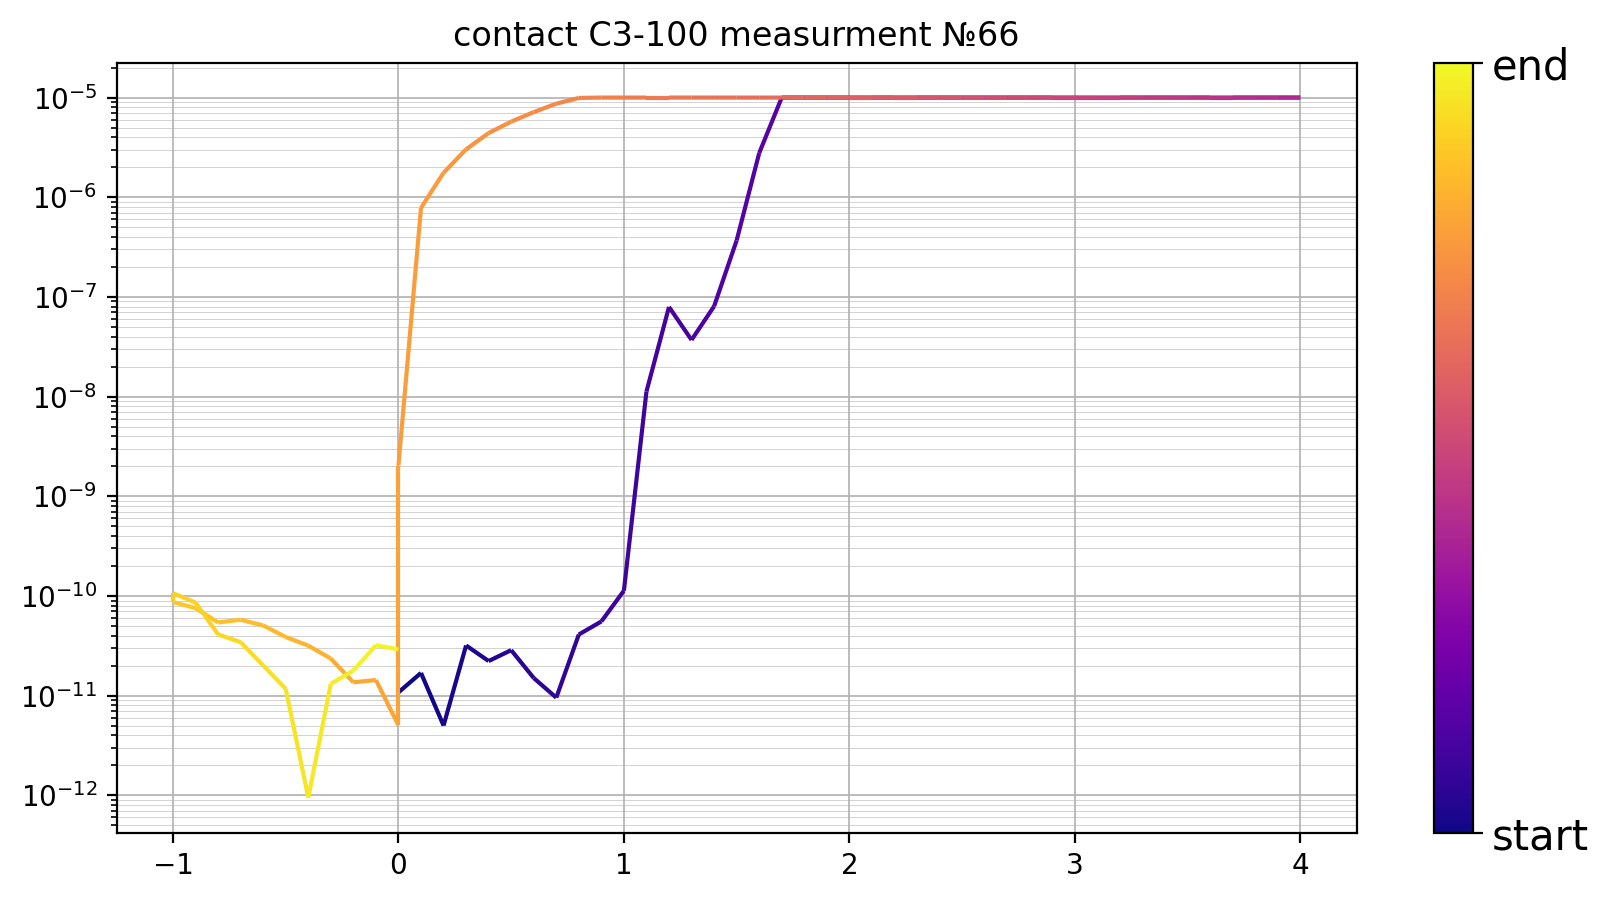 contact C3-100 measurment №66
10⁻⁵
10⁻⁶
10⁻⁷
10⁻⁸
10⁻⁹
10⁻¹⁰
10⁻¹¹
10⁻¹²
−1 0 1 2 3 4
end
start